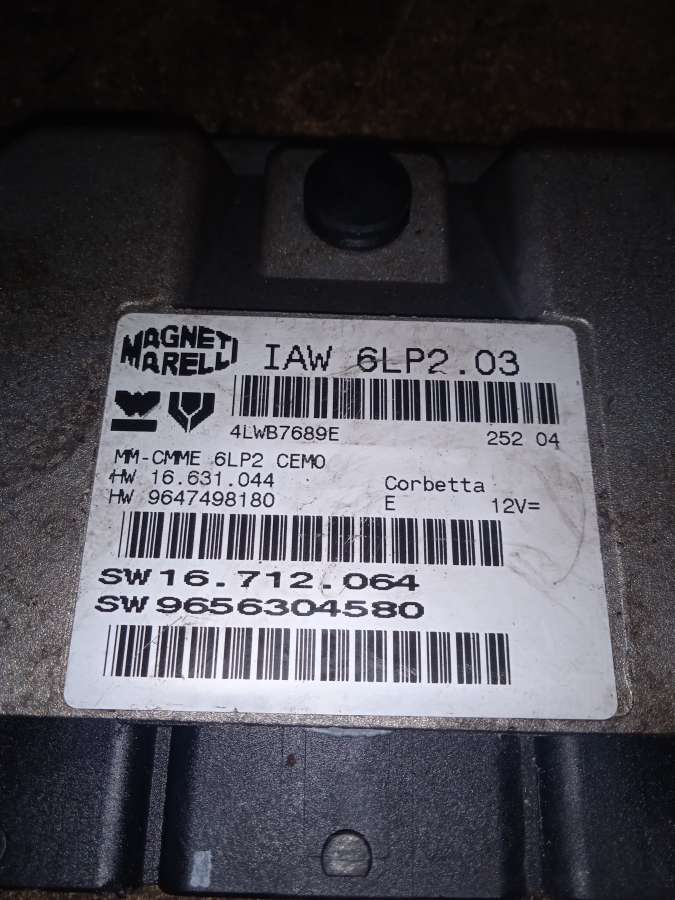 MAGNETI MARELLI
IAW 6LP2.03
4LWB7689E 252 04
MM-CMME 6LP2 CEMO
HW 16.631.044
HW 9647498180
Corbetta
E 12V=
SW 16.712.064
SW 9656304580